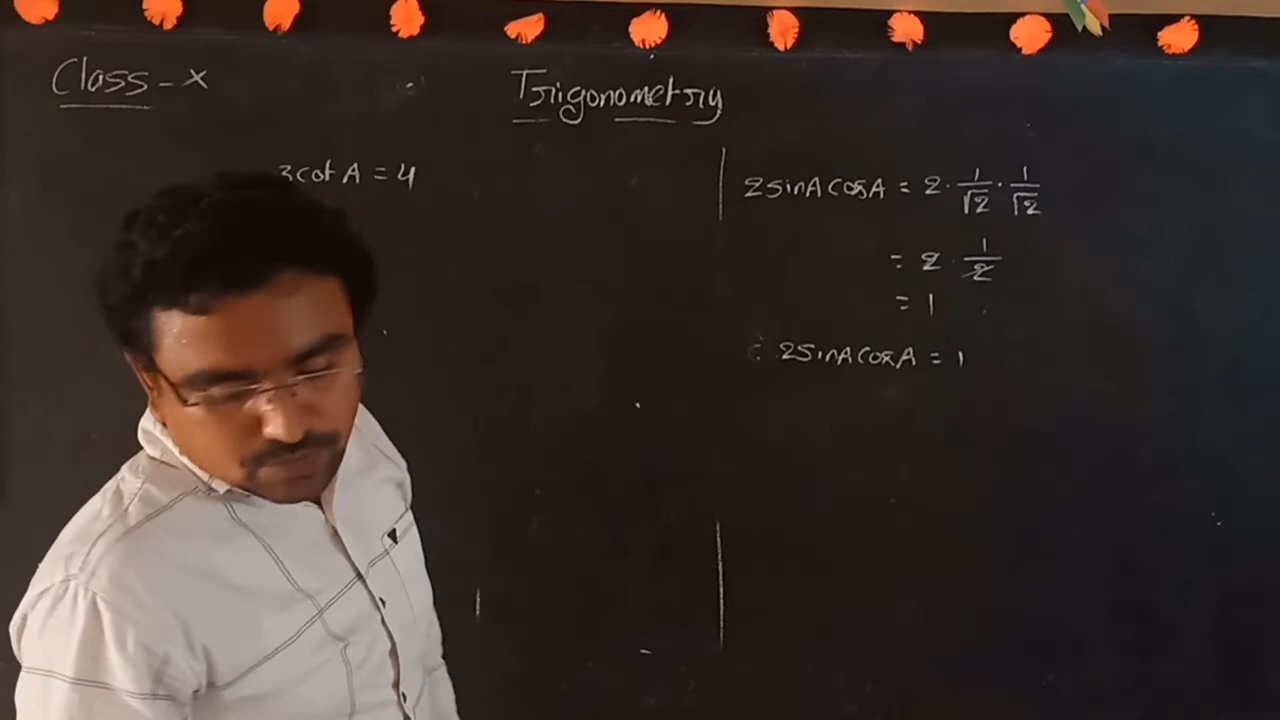 Class - X
Trigonometry
3cot A = 4
2sinA cosA = 2 · 1/√2 · 1/√2
= 2 · 1/2
= 1
∴ 2sinA cosA = 1